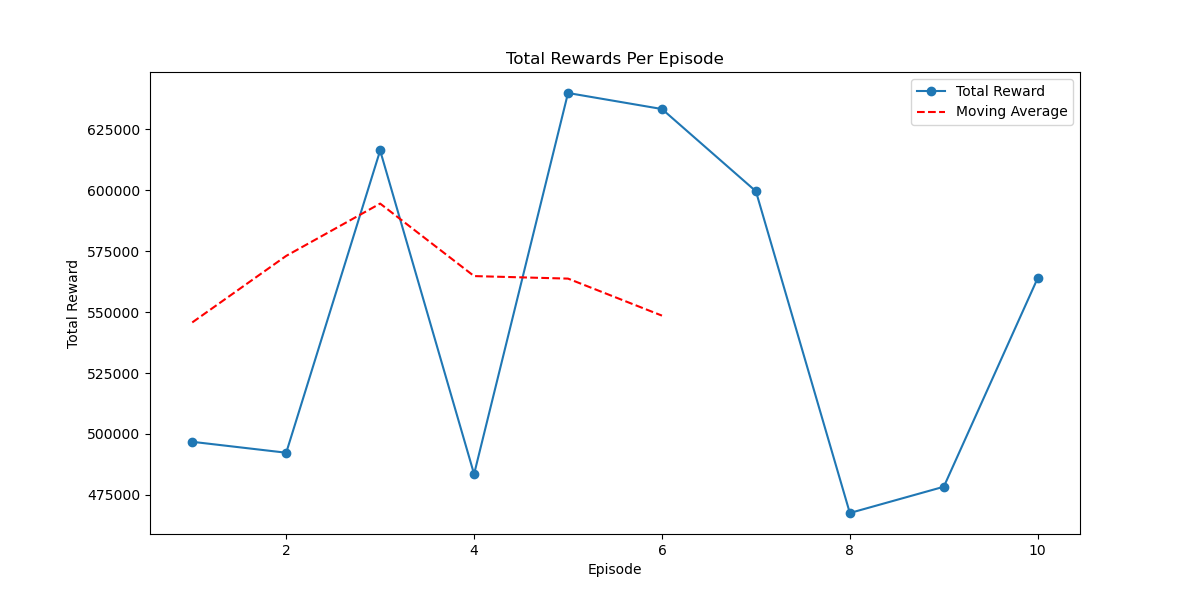 Total Rewards Per Episode
Total Reward
Moving Average
Total Reward
625000
600000
575000
550000
525000
500000
475000
2 4 6 8 10
Episode